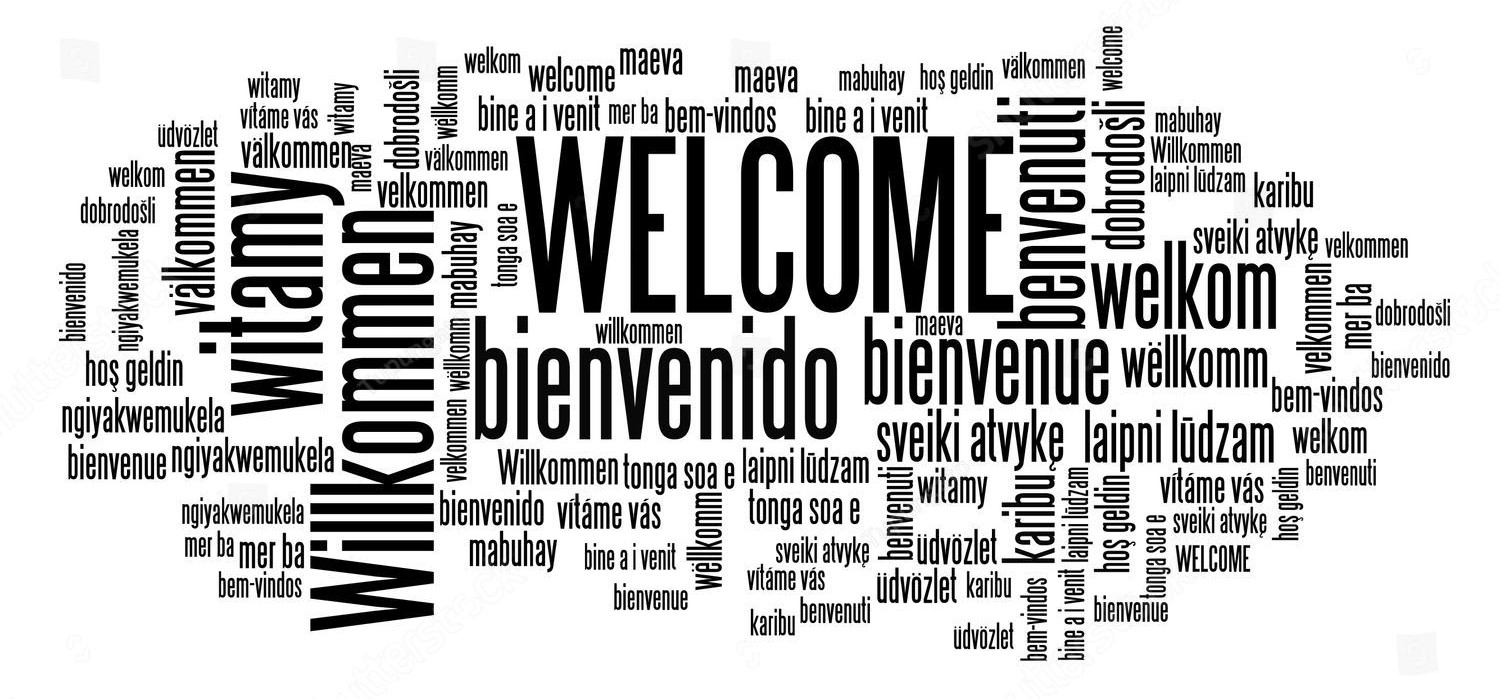 welcome
welkom
maeva
welcome
maeva
mabuhay
hoş geldin
välkommen
witamy
vítáme vás
witamy
dobrodošli
wëlkomm
bine a i venit
mer ba
bem-vindos
bine a i venit
benvenuti
dobrodošli
mabuhay
üdvözlet
välkommen
maeva
välkommen
WELCOME
Willkommen
laipni lūdzam
karibu
welkom
välkommen
witamy
velkommen
dobrodošli
Willkommen
mabuhay
tonga soa e
sveiki atvykę
velkommen
bienvenido
ngiyakwemukela
welkom
velkommen
mer ba
dobrodošli
wëlkomm
willkommen
maeva
bienvenido
bienvenue
wëllkomm
bienvenido
hoş geldin
bem-vindos
ngiyakwemukela
velkommen
sveiki atvykę
laipni lūdzam
welkom
bienvenue
ngiyakwemukela
Willkommen
tonga soa e
laipni lūdzam
benvenuti
witamy
karibu
laipni lūdzam
hoş geldin
vítáme vás
hoş geldin
benvenuti
ngiyakwemukela
bienvenido
vítáme vás
wëllkomm
tonga soa e
sveiki atvykę
tonga soa e
mer ba
mer ba
mabuhay
bine a i venit
sveiki atvykę
üdvözlet
WELCOME
bem-vindos
bienvenue
vítáme vás
üdvözlet
karibu
bem-vindos
bine a i venit
bienvenue
karibu
benvenuti
üdvözlet